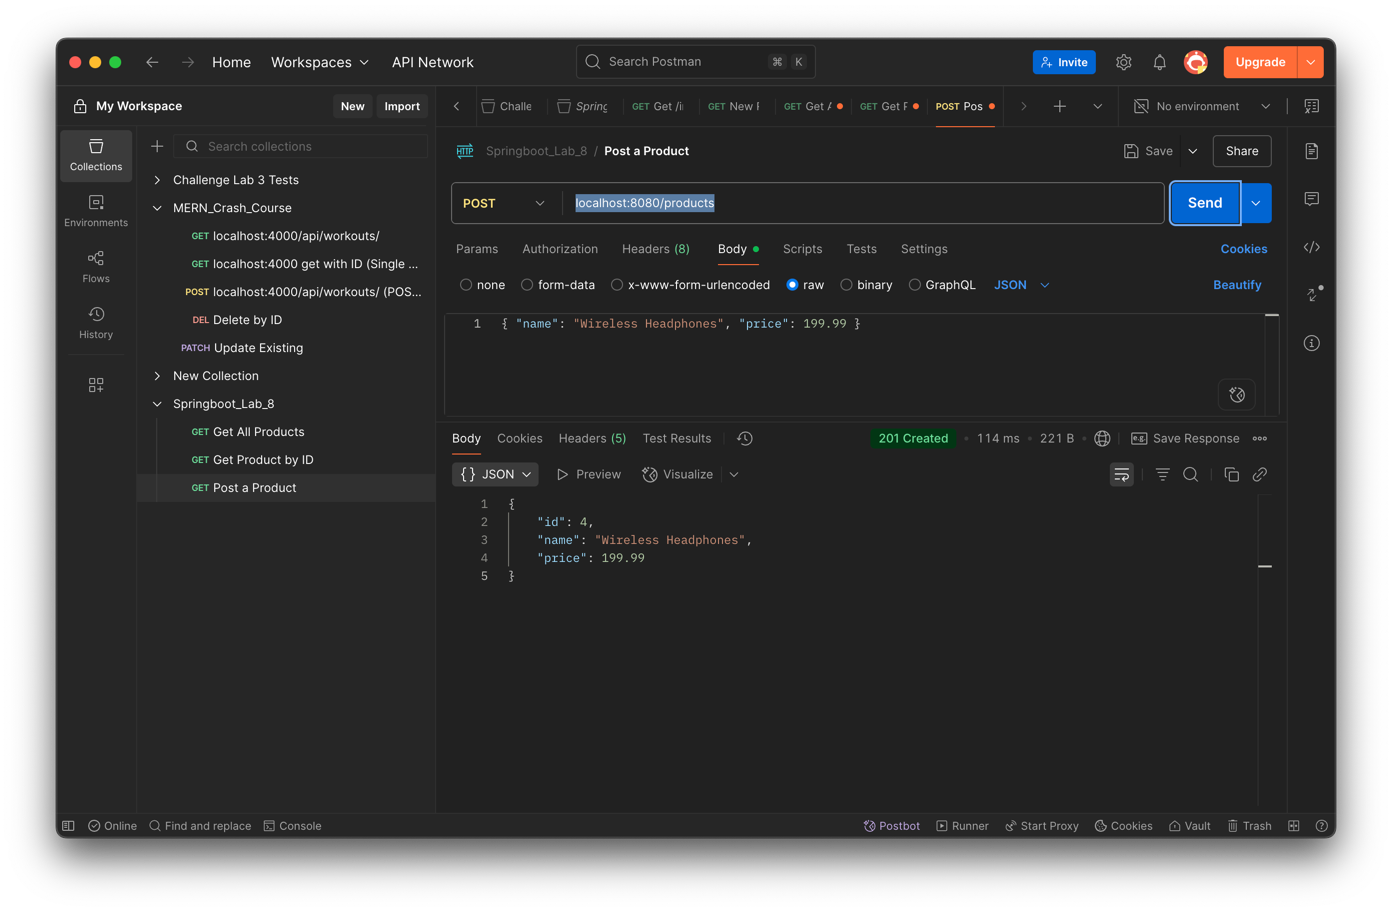 Home
Workspaces
API Network
Search Postman
⌘ K
Invite
Upgrade
My Workspace
New
Import
Challe
Spring
GET Get /i
GET New F
GET Get A
GET Get F
POST Pos
No environment
Collections
Environments
Flows
History
Search collections
Challenge Lab 3 Tests
MERN_Crash_Course
GET localhost:4000/api/workouts/
GET localhost:4000 get with ID (Single ...
POST localhost:4000/api/workouts/ (POS...
DEL Delete by ID
PATCH Update Existing
New Collection
Springboot_Lab_8
GET Get All Products
GET Get Product by ID
GET Post a Product
HTTP Springboot_Lab_8 / Post a Product
Save
Share
POST
localhost:8080/products
Send
Params Authorization Headers (8) Body Scripts Tests Settings
Cookies
none form-data x-www-form-urlencoded raw binary GraphQL JSON
Beautify
1 { "name": "Wireless Headphones", "price": 199.99 }
Body Cookies Headers (5) Test Results
201 Created 114 ms 221 B
e.g. Save Response
{} JSON Preview Visualize
1 {
2 "id": 4,
3 "name": "Wireless Headphones",
4 "price": 199.99
5 }
Online Find and replace Console
Postbot Runner Start Proxy Cookies Vault Trash